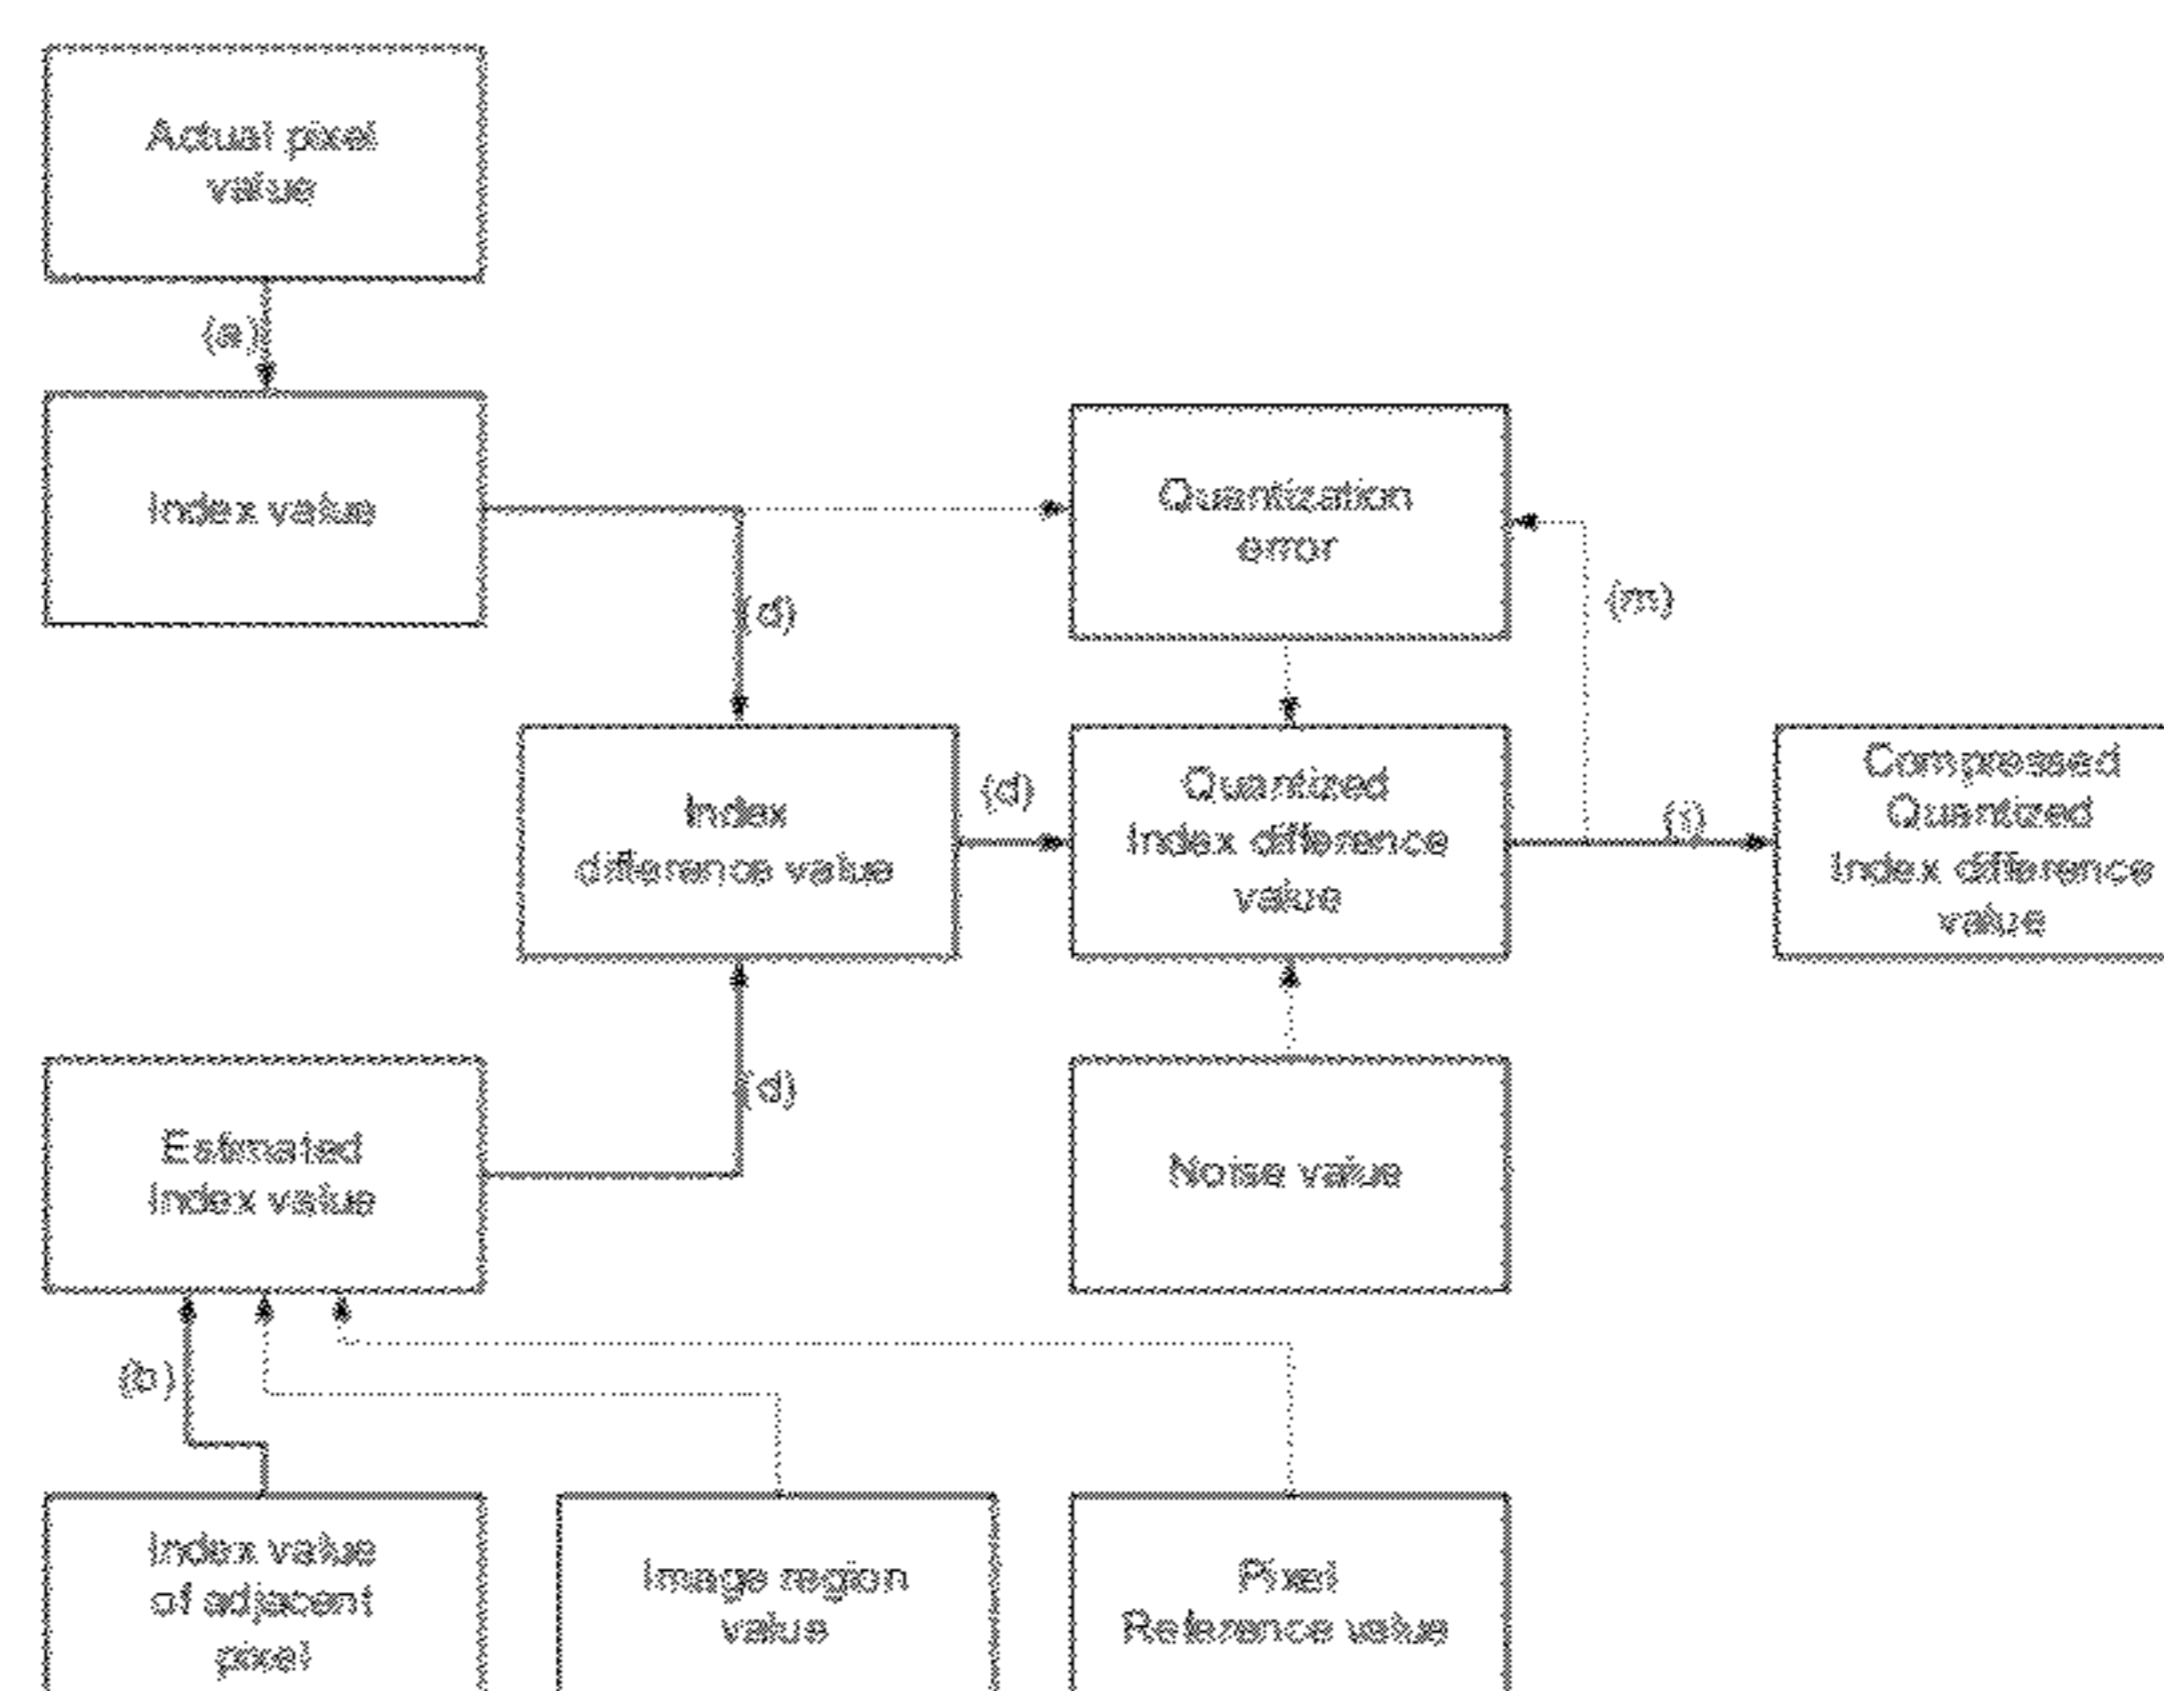 Actual pixel
value
(a)
Index value
Quantization
error
(d)
(m)
Index
difference value
(d)
Quantized
Index difference
value
(i)
Compressed
Quantized
Index difference
value
Estimated
Index value
(d)
Noise value
(b)
Index value
of adjacent
pixel
Image region
value
Pixel
Reference value